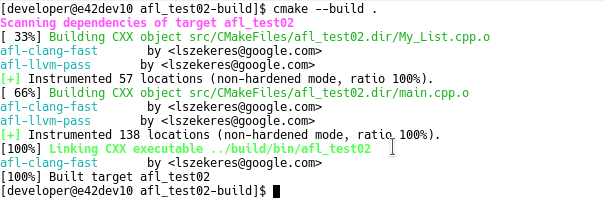 [developer@e42dev10 afl_test02-build]$ cmake --build .
Scanning dependencies of target afl_test02
[ 33%] Building CXX object src/CMakeFiles/afl_test02.dir/My_List.cpp.o
afl-clang-fast       by <lszekeres@google.com>
afl-llvm-pass        by <lszekeres@google.com>
[+] Instrumented 57 locations (non-hardened mode, ratio 100%).
[ 66%] Building CXX object src/CMakeFiles/afl_test02.dir/main.cpp.o
afl-clang-fast       by <lszekeres@google.com>
afl-llvm-pass        by <lszekeres@google.com>
[+] Instrumented 138 locations (non-hardened mode, ratio 100%).
[100%] Linking CXX executable ../build/bin/afl_test02
afl-clang-fast       by <lszekeres@google.com>
[100%] Built target afl_test02
[developer@e42dev10 afl_test02-build]$